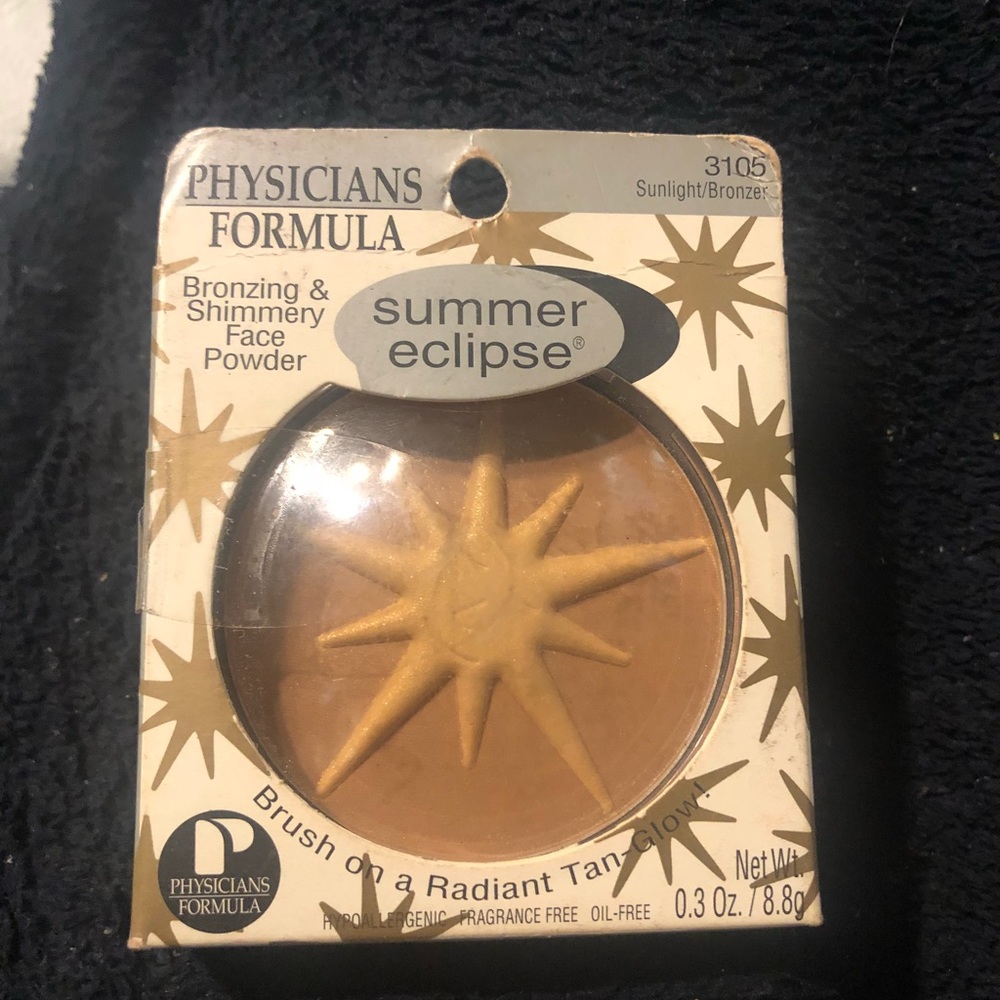 PHYSICIANS
FORMULA
3105
Sunlight/Bronzer
Bronzing &
Shimmery
Face
Powder
summer
eclipse®
Brush on a Radiant Tan-Glow!
PHYSICIANS
FORMULA
HYPOALLERGENIC FRAGRANCE FREE OIL-FREE
Net Wt.
0.3 Oz. / 8.8g